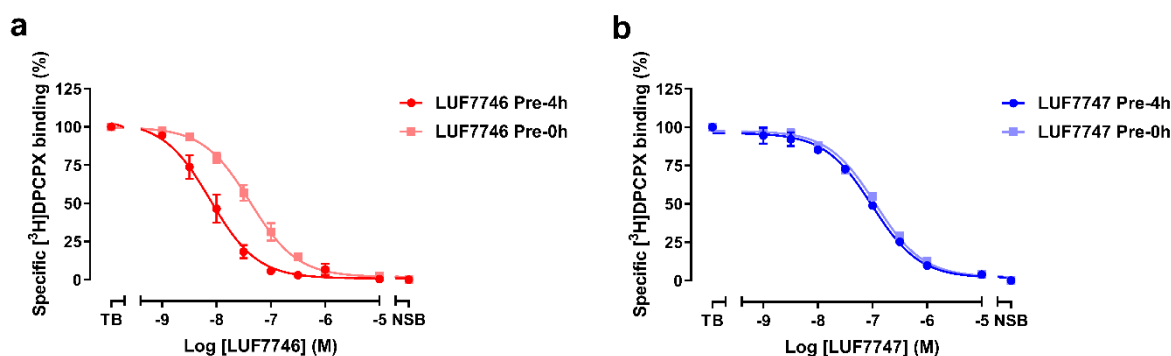 a
Specific [³H]DPCPX binding (%)
125
100
75
50
25
0
TB
-9
-8
-7
-6
-5
NSB
Log [LUF7746] (M)
LUF7746 Pre-4h
LUF7746 Pre-0h
b
Specific [³H]DPCPX binding (%)
125
100
75
50
25
0
TB
-9
-8
-7
-6
-5
NSB
Log [LUF7747] (M)
LUF7747 Pre-4h
LUF7747 Pre-0h